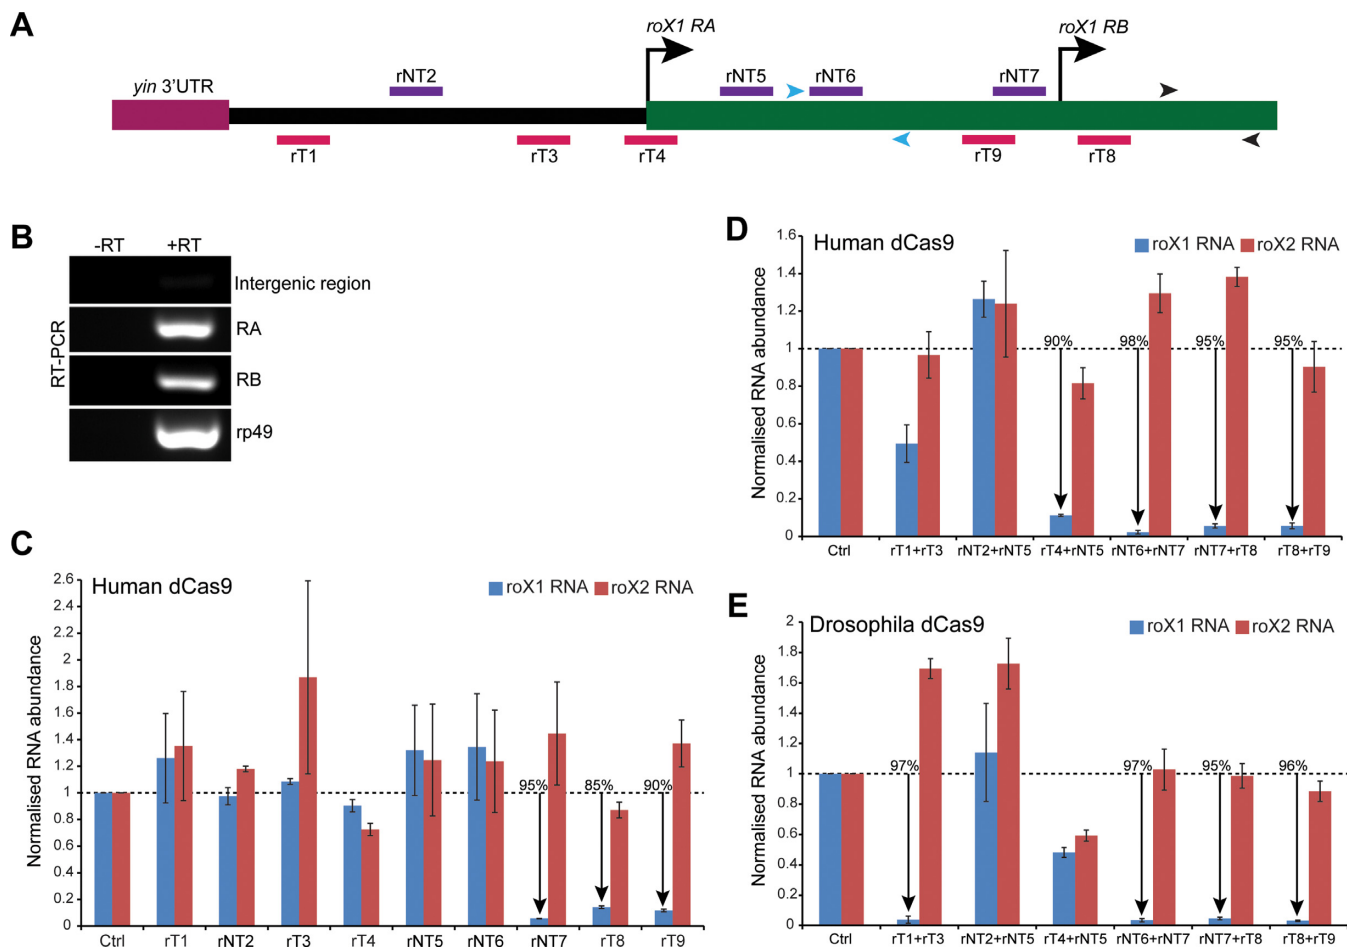 A
roX1 RA
roX1 RB
yin 3'UTR
rNT2
rNT5
rNT6
rNT7
rT1
rT3
rT4
rT9
rT8
B
-RT
+RT
RT-PCR
Intergenic region
RA
RB
rp49
C
Human dCas9
roX1 RNA
roX2 RNA
Normalised RNA abundance
2.6
2.4
2.2
2
1.8
1.6
1.4
1.2
1
0.8
0.6
0.4
0.2
0
95%
85%
90%
Ctrl
rT1
rNT2
rT3
rT4
rNT5
rNT6
rNT7
rT8
rT9
D
Human dCas9
roX1 RNA
roX2 RNA
Normalised RNA abundance
1.6
1.4
1.2
1
0.8
0.6
0.4
0.2
0
90%
98%
95%
95%
Ctrl
rT1+rT3
rNT2+rNT5
rT4+rNT5
rNT6+rNT7
rNT7+rT8
rT8+rT9
E
Drosophila dCas9
roX1 RNA
roX2 RNA
Normalised RNA abundance
2
1.8
1.6
1.4
1.2
1
0.8
0.6
0.4
0.2
0
97%
97%
95%
96%
Ctrl
rT1+rT3
rNT2+rNT5
rT4+rNT5
rNT6+rNT7
rNT7+rT8
rT8+rT9